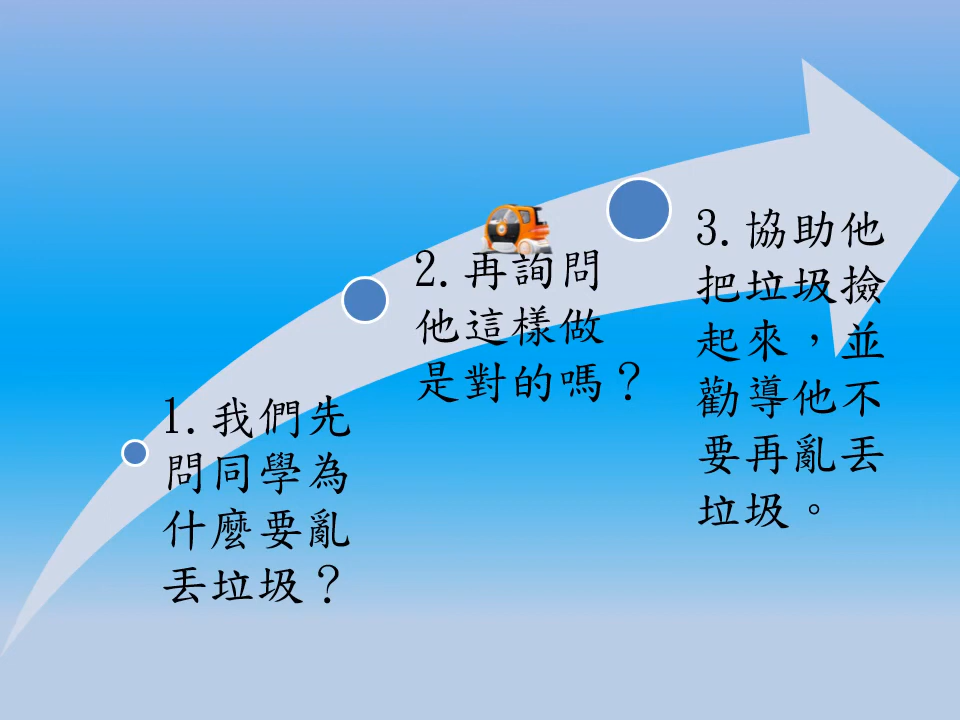 1.我們先
問同學為
什麼要亂
丟垃圾？
2.再詢問
他這樣做
是對的嗎？
3.協助他
把垃圾撿
起來，並
勸導他不
要再亂丟
垃圾。